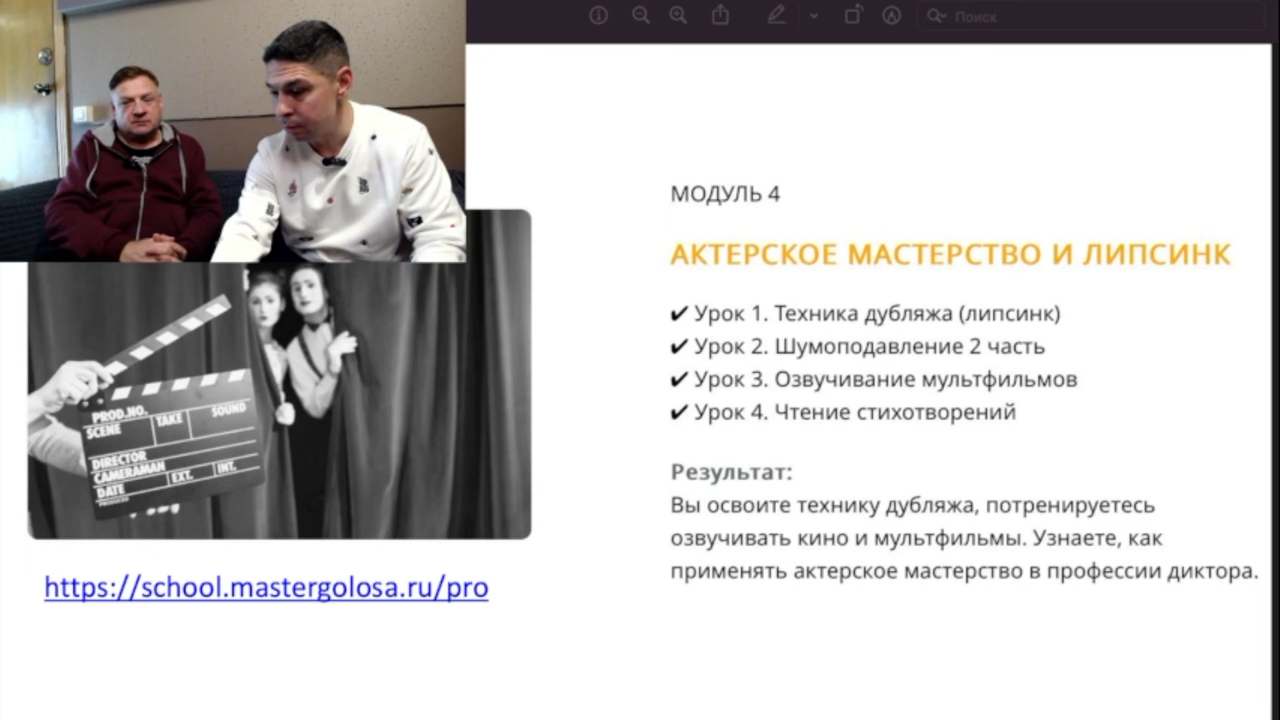 Поиск
МОДУЛЬ 4
АКТЕРСКОЕ МАСТЕРСТВО И ЛИПСИНК
✔ Урок 1. Техника дубляжа (липсинк)
✔ Урок 2. Шумоподавление 2 часть
✔ Урок 3. Озвучивание мультфильмов
✔ Урок 4. Чтение стихотворений
Результат:
Вы освоите технику дубляжа, потренируетесь
озвучивать кино и мультфильмы. Узнаете, как
применять актерское мастерство в профессии диктора.
PROD.NO.
SCENE TAKE SOUND
DIRECTOR
CAMERAMAN
DATE EXT. INT.
https://school.mastergolosa.ru/pro